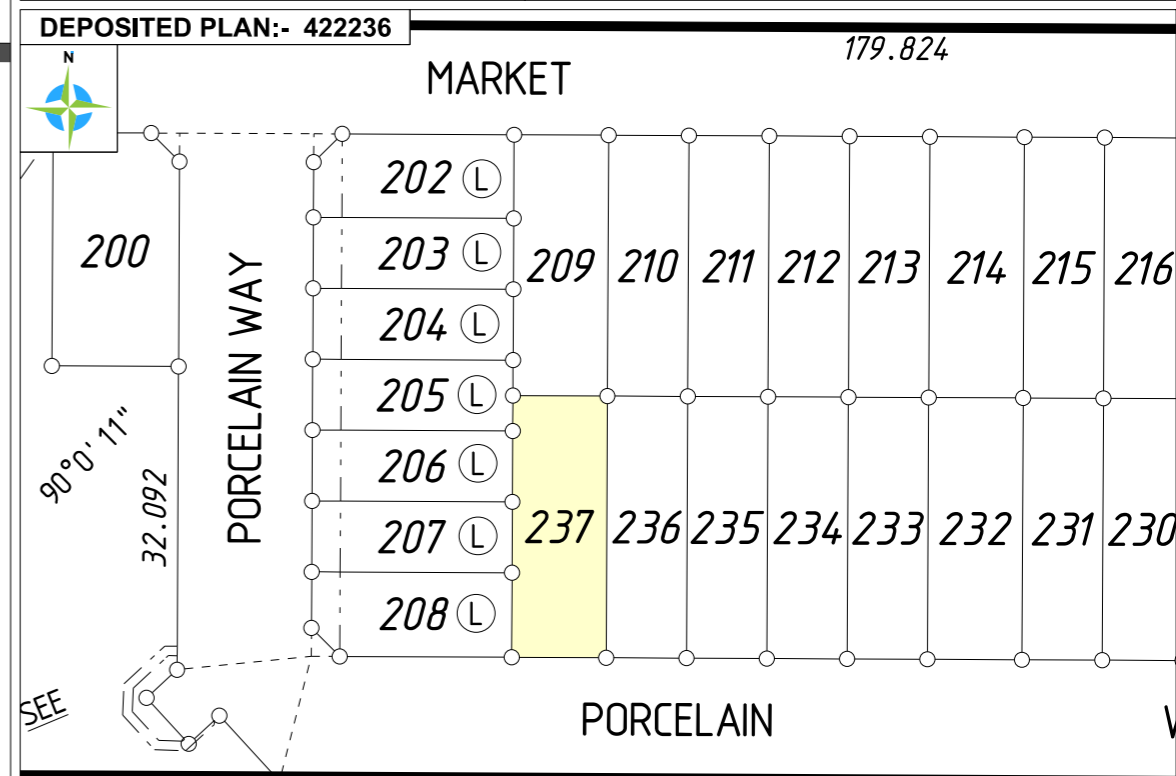 DEPOSITED PLAN:- 422236
N
179.824
MARKET
202 L
200
203 L
209 210 211 212 213 214 215 216
204 L
PORCELAIN WAY
205 L
90°0'11"
206 L
32.092
237 236 235 234 233 232 231 230
207 L
208 L
SEE
PORCELAIN